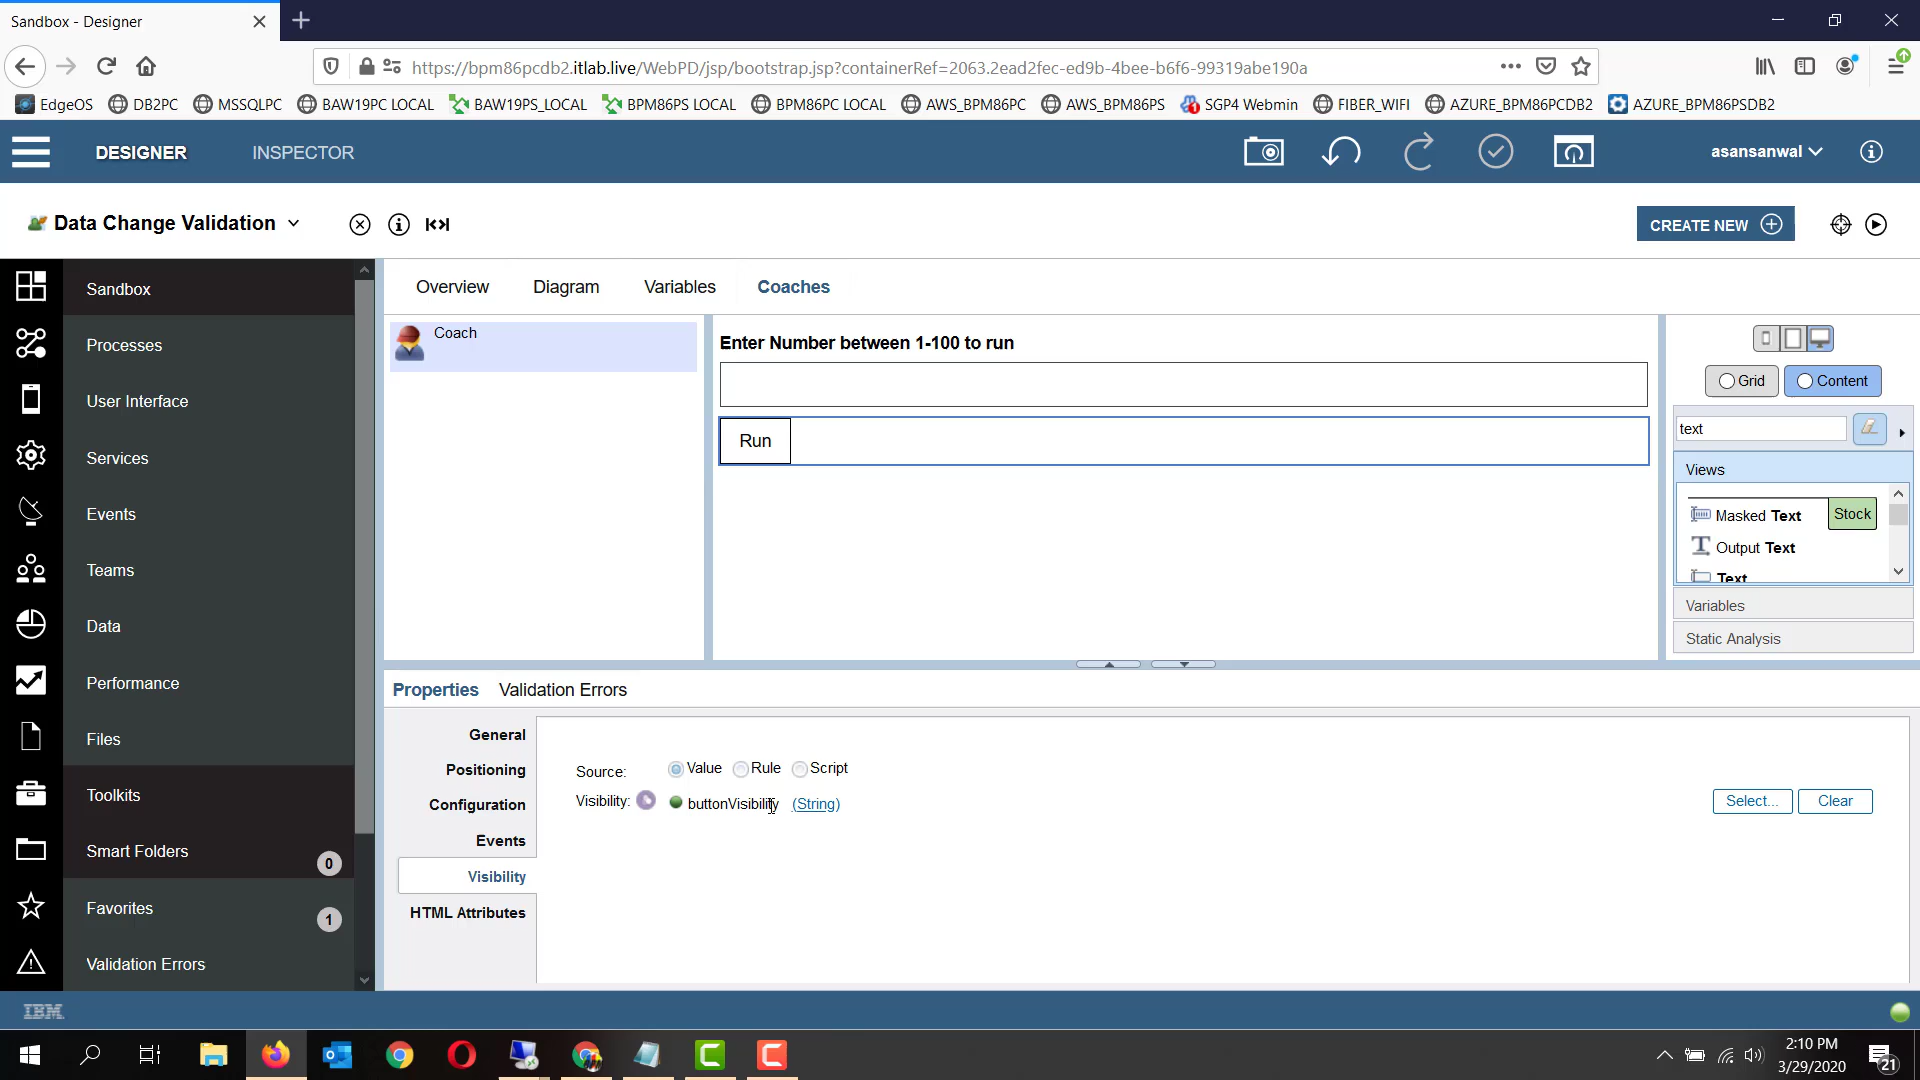 Sandbox - Designer
https://bpm86pcdb2.itlab.live/WebPD/jsp/bootstrap.jsp?containerRef=2063.2ead2fec-ed9b-4bee-b6f6-99319abe190a
EdgeOS DB2PC MSSQLPC BAW19PC LOCAL BAW19PS_LOCAL BPM86PS LOCAL BPM86PC LOCAL AWS_BPM86PC AWS_BPM86PS SGP4 Webmin FIBER_WIFI AZURE_BPM86PCDB2 AZURE_BPM86PSDB2
DESIGNER INSPECTOR asansanwal
Data Change Validation CREATE NEW
Overview Diagram Variables Coaches
Sandbox
Processes
User Interface
Services
Events
Teams
Data
Performance
Files
Toolkits
Smart Folders 0
Favorites 1
Validation Errors
Coach
Enter Number between 1-100 to run
Run
Grid Content
text
Views
Masked Text Stock
Output Text
Text
Variables
Static Analysis
Properties Validation Errors
General
Positioning
Configuration
Events
Visibility
HTML Attributes
Source: Value Rule Script
Visibility: buttonVisibility (String) Select... Clear
IBM
2:10 PM
3/29/2020
21